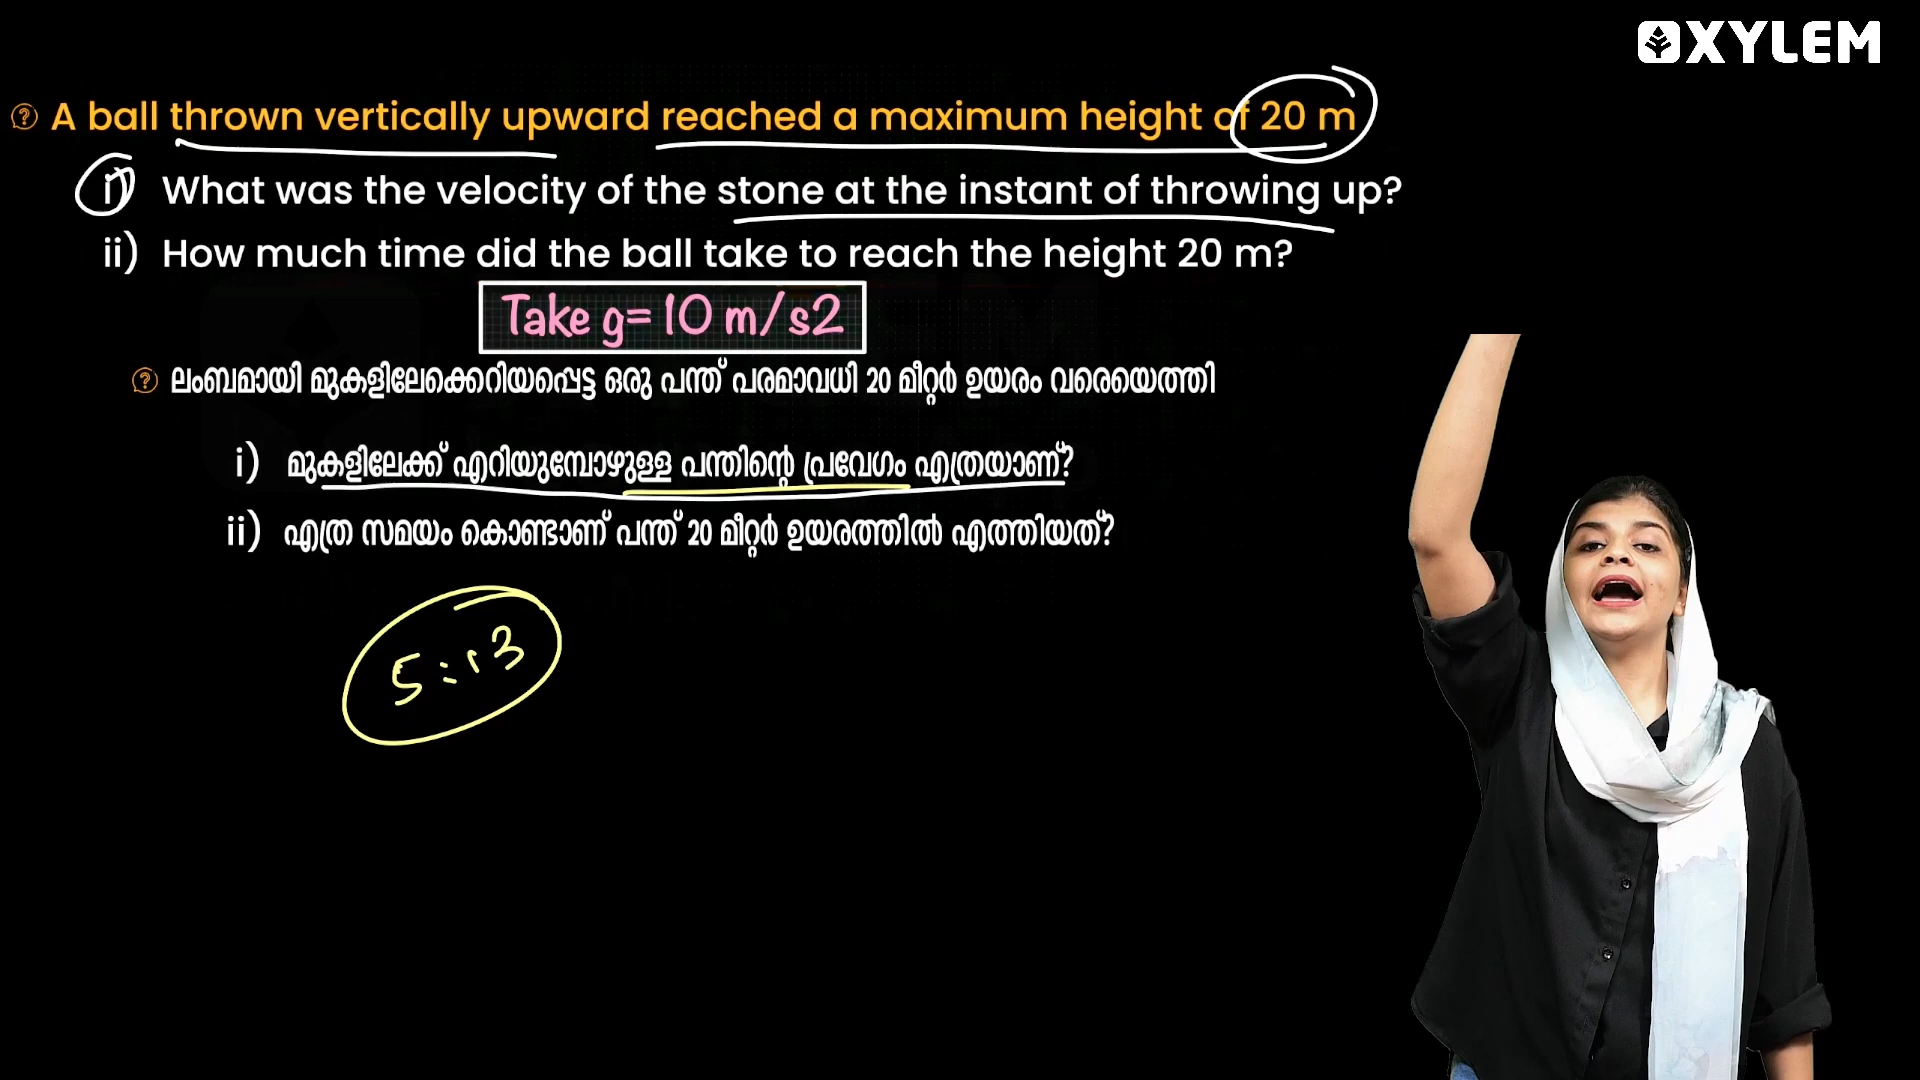 OXYLEM
A ball thrown vertically upward reached a maximum height of 20 m
i) What was the velocity of the stone at the instant of throwing up?
ii) How much time did the ball take to reach the height 20 m?
Take g= 10 m/s2
ലംബമായി മുകളിലേക്കെറിയപ്പെട്ട ഒരു പന്ത് പരമാവധി 20 മീറ്റർ ഉയരം വരെയെത്തി
i) മുകളിലേക്ക് എറിയുമ്പോഴുള്ള പന്തിന്റെ പ്രവേഗം എത്രയാണ്?
ii) എത്ര സമയം കൊണ്ടാണ് പന്ത് 20 മീറ്റർ ഉയരത്തിൽ എത്തിയത്?
5:13